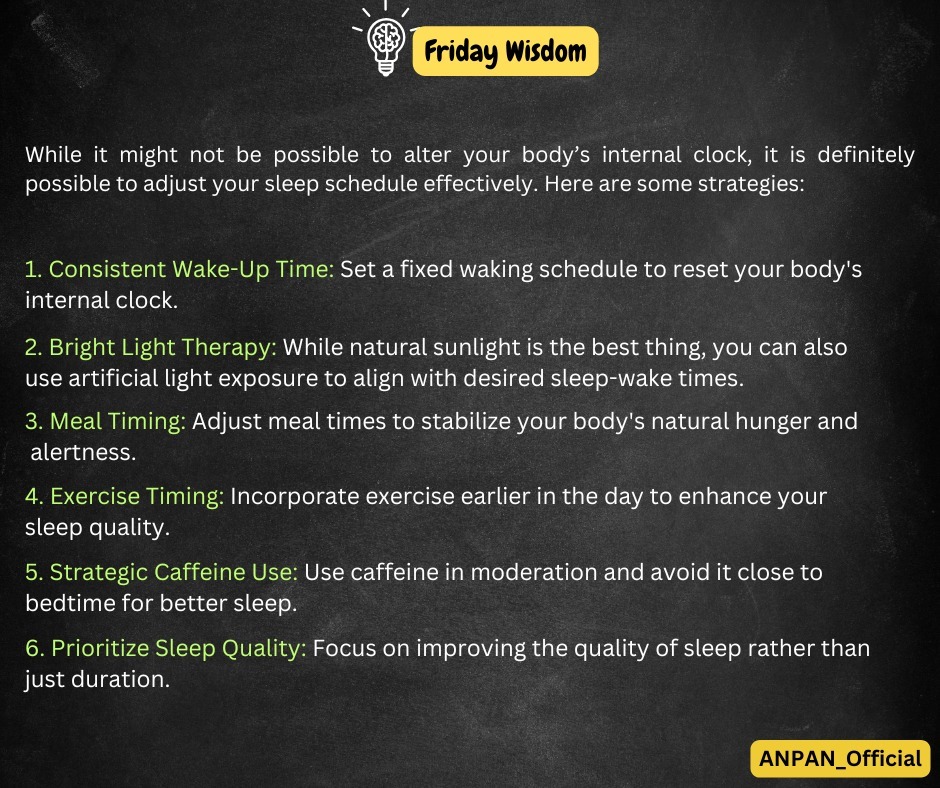 Friday Wisdom
While it might not be possible to alter your body’s internal clock, it is definitely
possible to adjust your sleep schedule effectively. Here are some strategies:
1. Consistent Wake-Up Time: Set a fixed waking schedule to reset your body's
internal clock.
2. Bright Light Therapy: While natural sunlight is the best thing, you can also
use artificial light exposure to align with desired sleep-wake times.
3. Meal Timing: Adjust meal times to stabilize your body's natural hunger and
alertness.
4. Exercise Timing: Incorporate exercise earlier in the day to enhance your
sleep quality.
5. Strategic Caffeine Use: Use caffeine in moderation and avoid it close to
bedtime for better sleep.
6. Prioritize Sleep Quality: Focus on improving the quality of sleep rather than
just duration.
ANPAN_Official